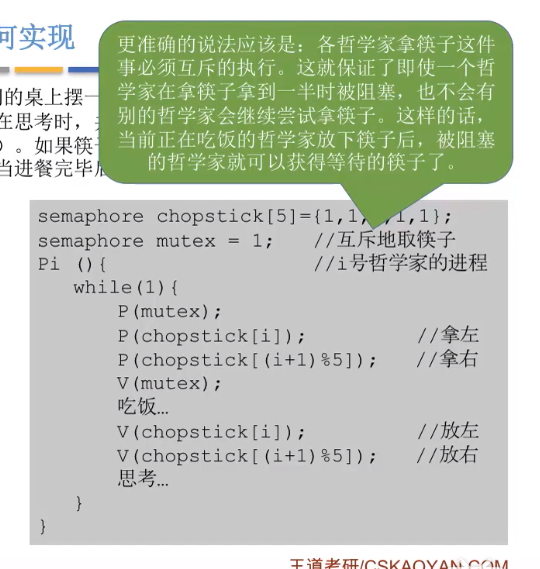 何实现
更准确的说法应该是：各哲学家拿筷子这件
事必须互斥的执行。这就保证了即使一个哲
学家在拿筷子拿到一半时被阻塞，也不会有
别的哲学家会继续尝试拿筷子。这样的话，
当前正在吃饭的哲学家放下筷子后，被阻塞
的哲学家就可以获得等待的筷子了。
的桌上摆一
在思考时，
）。如果筷
当进餐完毕后
semaphore chopstick[5]={1,1,1,1,1};
semaphore mutex = 1; //互斥地取筷子
Pi (){ //i号哲学家的进程
while(1){
P(mutex);
P(chopstick[i]); //拿左
P(chopstick[(i+1)%5]); //拿右
V(mutex);
吃饭…
V(chopstick[i]); //放左
V(chopstick[(i+1)%5]); //放右
思考…
}
}
王道考研/CSKAOYAN.COM